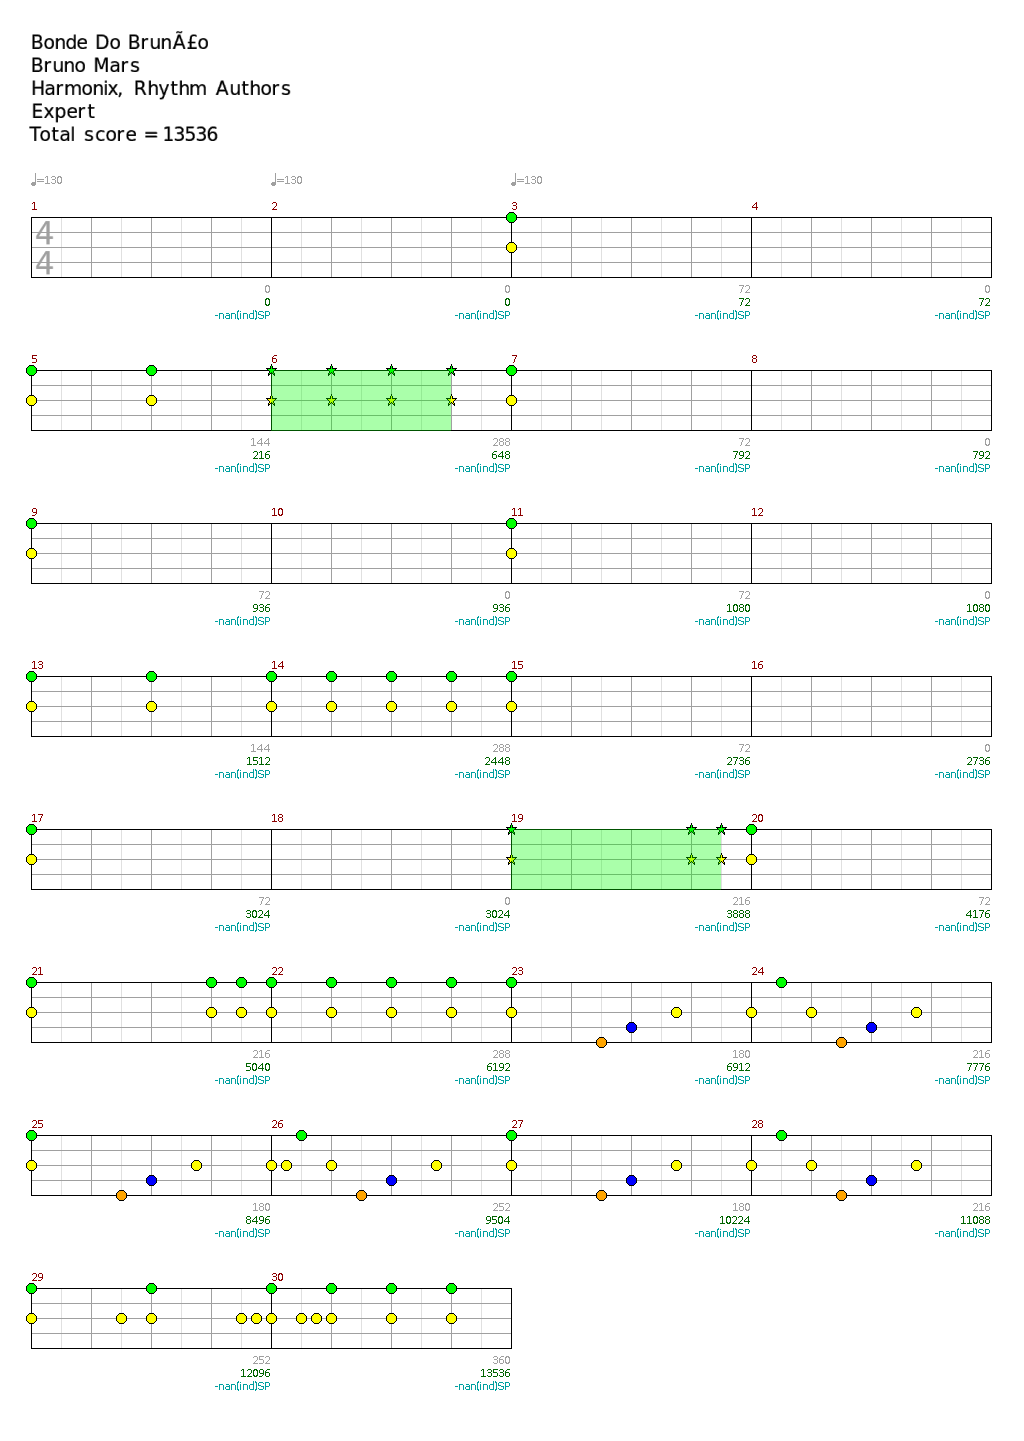 Bonde Do BrunÃ£o
Bruno Mars
Harmonix, Rhythm Authors
Expert
Total score = 13536
♩=130 ♩=130 ♩=130
1 2 3 4
4
4
0 0 72 0
0 0 72 72
-nan(ind)SP -nan(ind)SP -nan(ind)SP -nan(ind)SP
5 6 7 8
144 288 72 0
216 648 792 792
-nan(ind)SP -nan(ind)SP -nan(ind)SP -nan(ind)SP
9 10 11 12
72 0 72 0
936 936 1080 1080
-nan(ind)SP -nan(ind)SP -nan(ind)SP -nan(ind)SP
13 14 15 16
144 288 72 0
1512 2448 2736 2736
-nan(ind)SP -nan(ind)SP -nan(ind)SP -nan(ind)SP
17 18 19 20
72 0 216 72
3024 3024 3888 4176
-nan(ind)SP -nan(ind)SP -nan(ind)SP -nan(ind)SP
21 22 23 24
216 288 180 216
5040 6192 6912 7776
-nan(ind)SP -nan(ind)SP -nan(ind)SP -nan(ind)SP
25 26 27 28
180 252 180 216
8496 9504 10224 11088
-nan(ind)SP -nan(ind)SP -nan(ind)SP -nan(ind)SP
29 30
252 360
12096 13536
-nan(ind)SP -nan(ind)SP